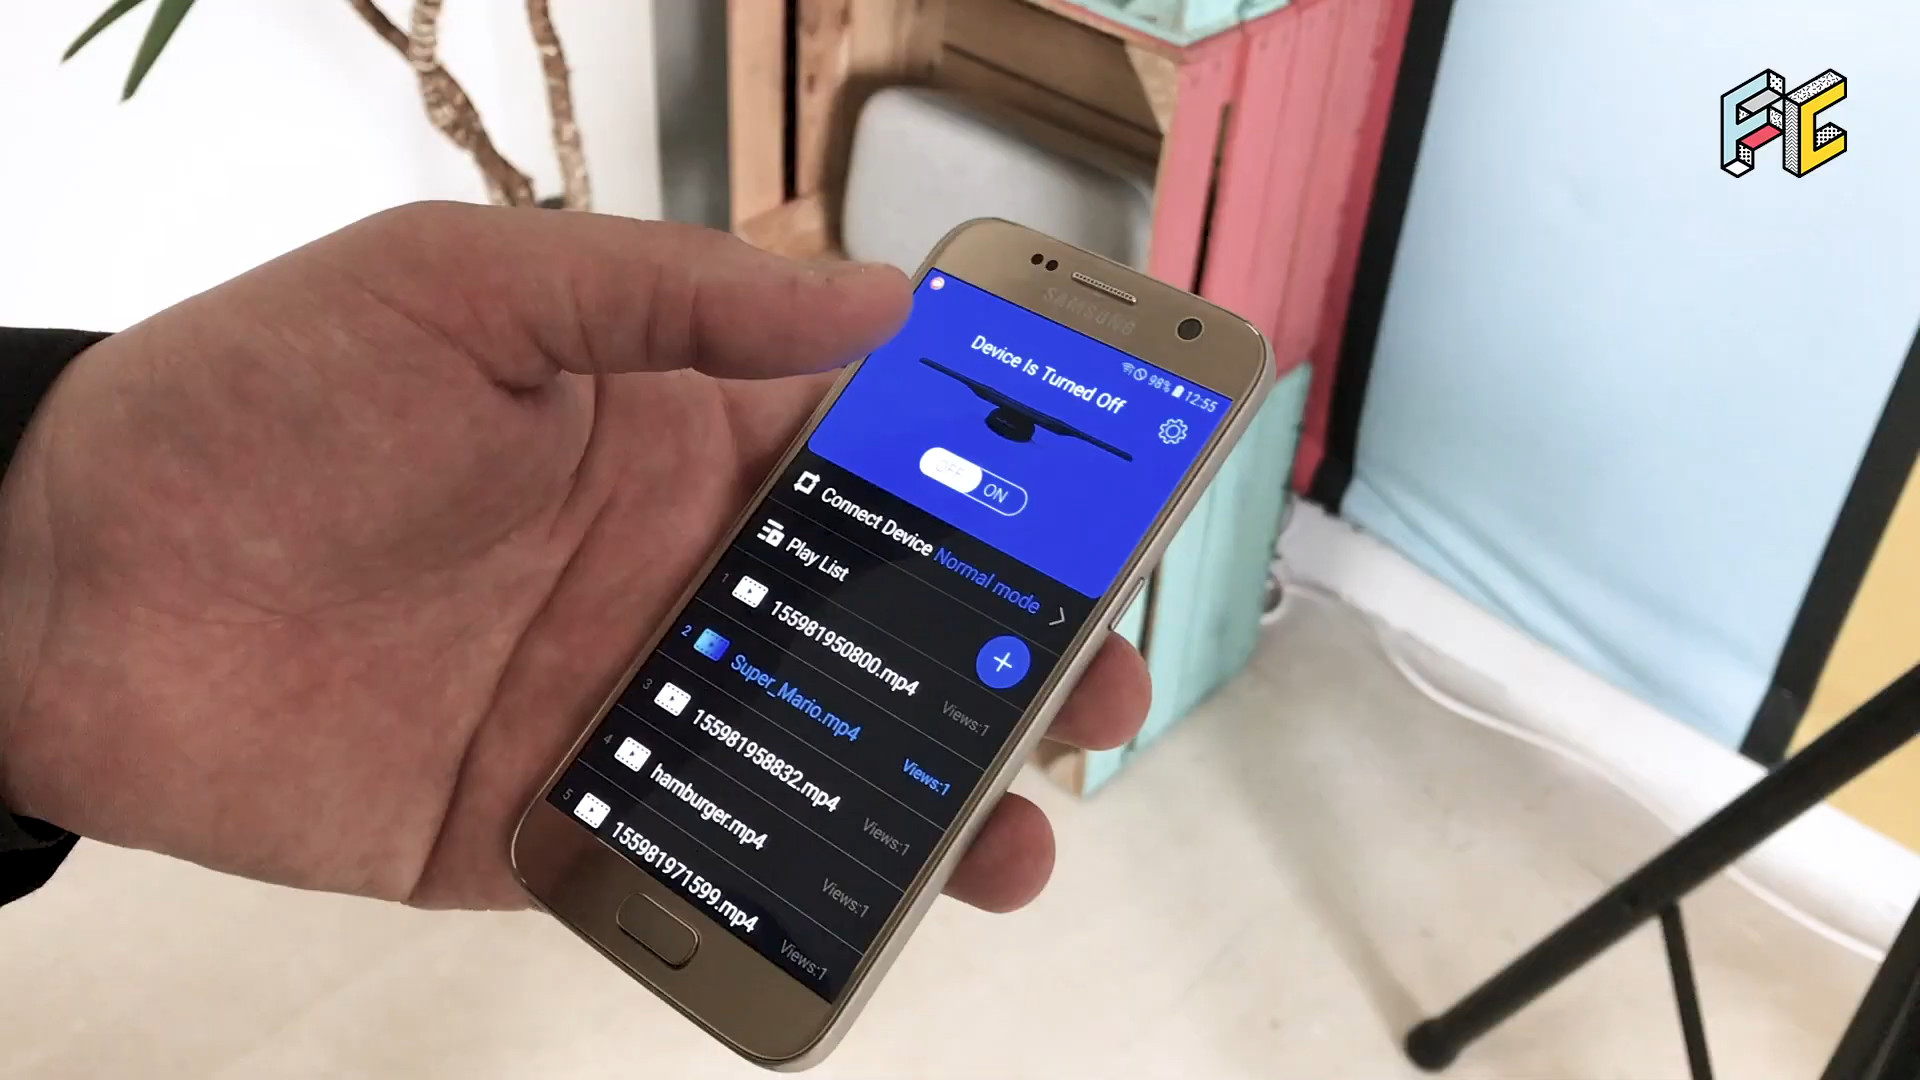 SAMSUNG
98% 12:55
Device Is Turned Off
OFF ON
Connect Device Normal mode
Play List
1 155981950800.mp4 Views:1
2 Super_Mario.mp4 Views:1
3 155981958832.mp4 Views:1
4 hamburger.mp4 Views:1
5 155981971599.mp4 Views:1